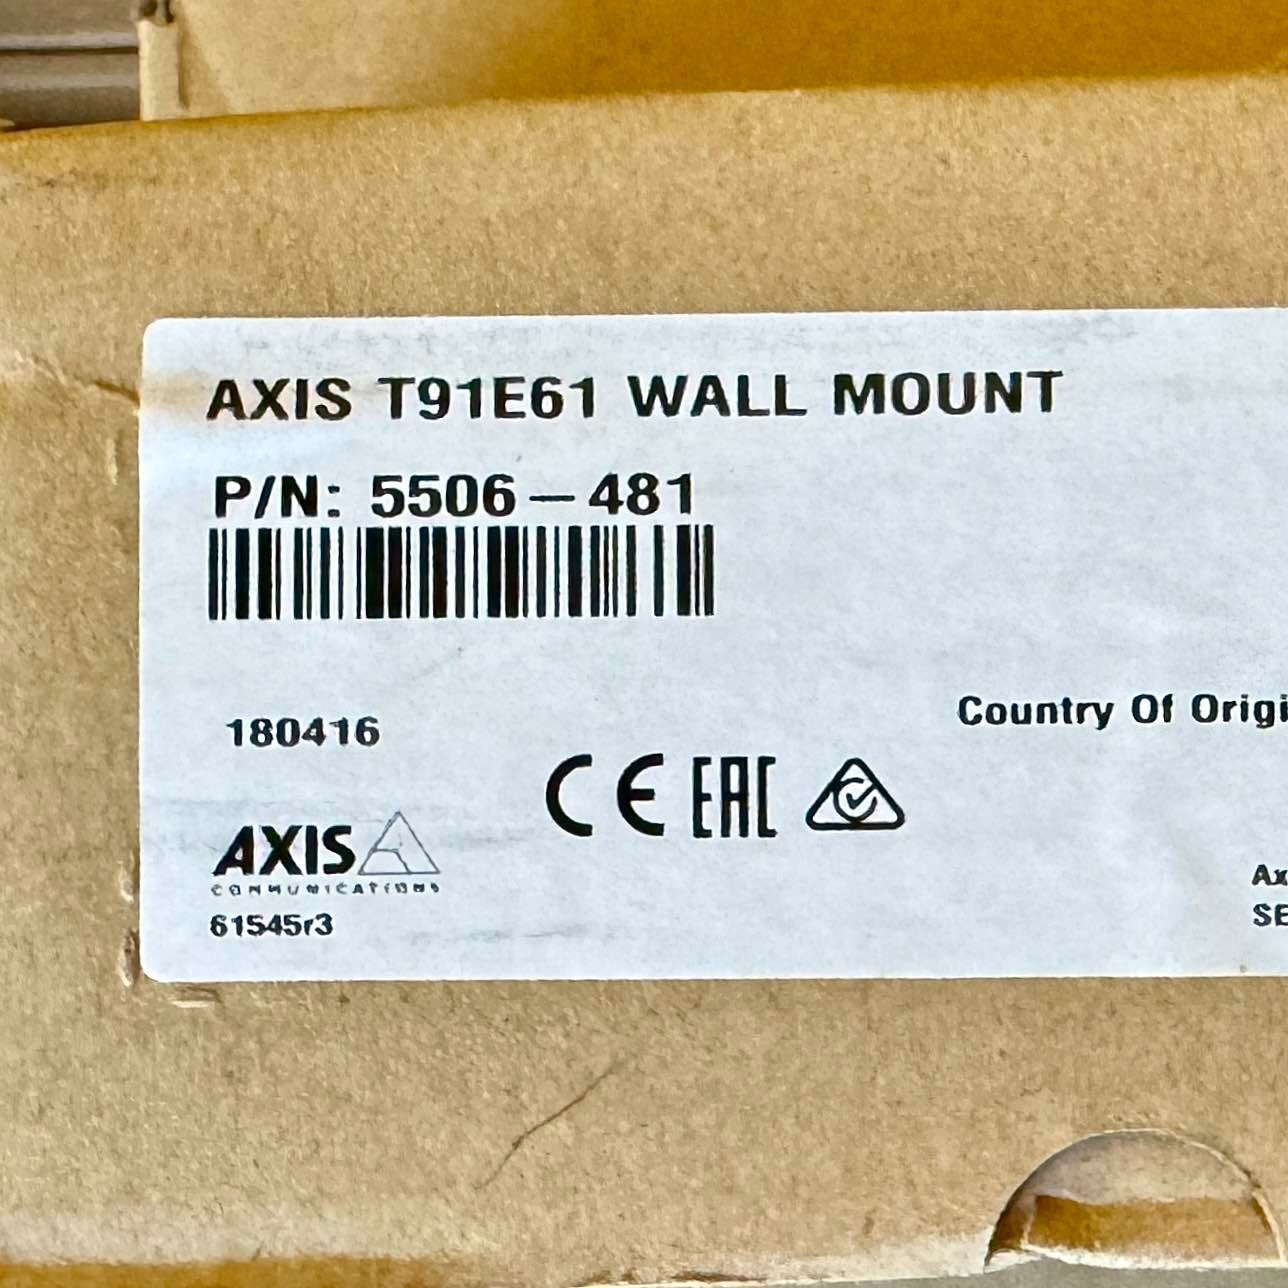 AXIS T91E61 WALL MOUNT
P/N: 5506-481
180416
Country Of Origi
CE EAC
AXIS
COMMUNICATIONS
61545r3
Ax
SE